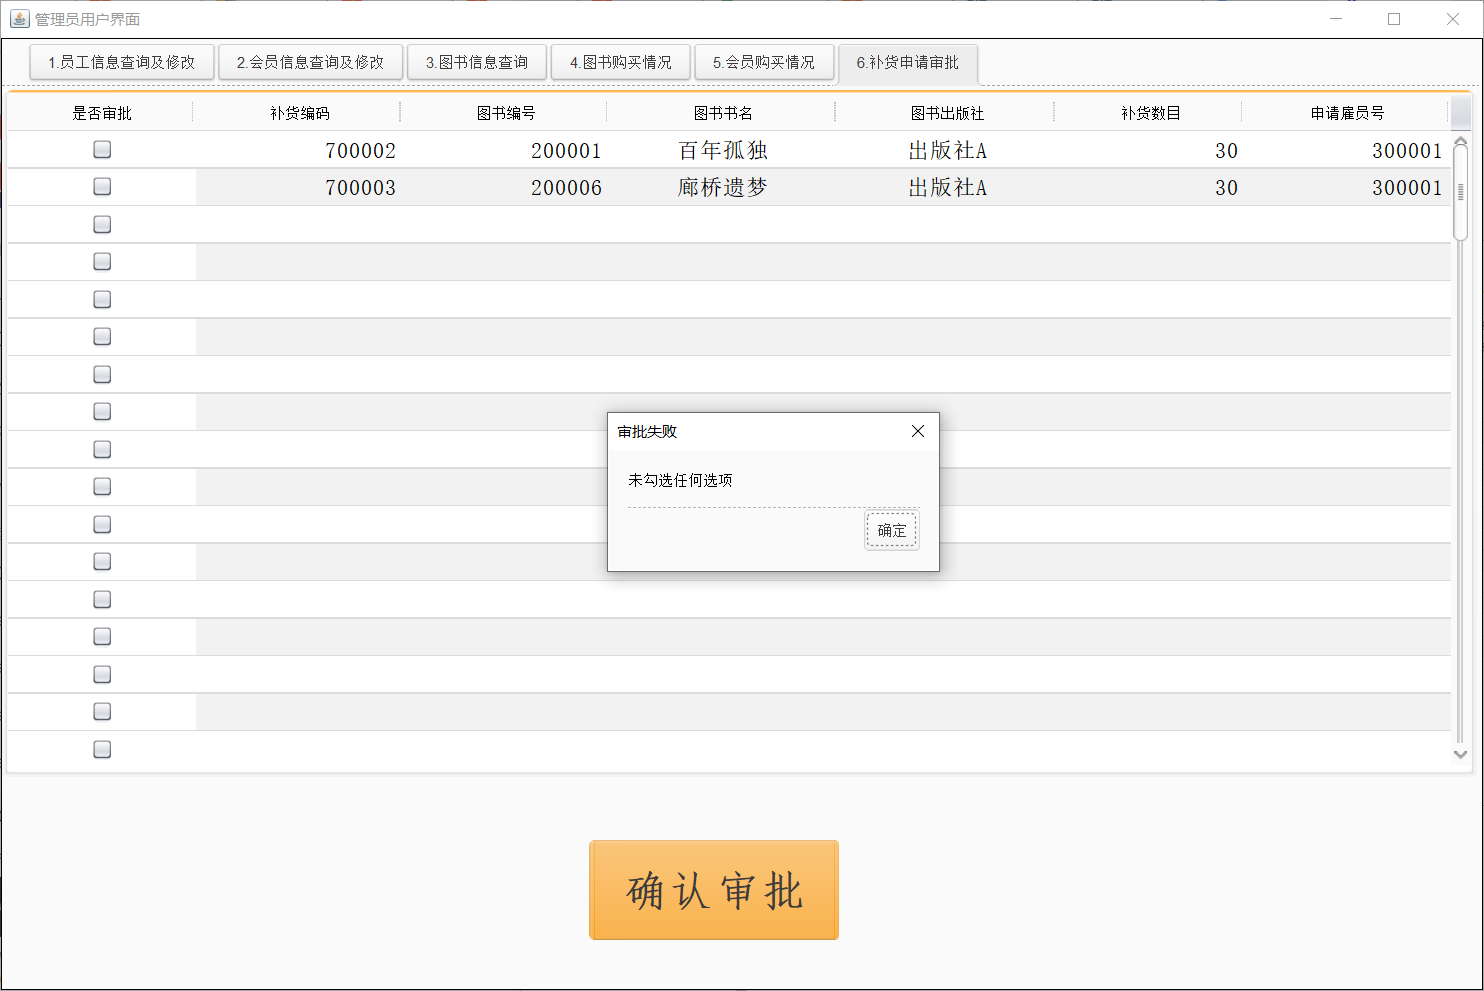 管理员用户界面
1.员工信息查询及修改 2.会员信息查询及修改 3.图书信息查询 4.图书购买情况 5.会员购买情况 6.补货申请审批
是否审批 补货编码 图书编号 图书书名 图书出版社 补货数目 申请雇员号
700002 200001 百年孤独 出版社A 30 300001
700003 200006 廊桥遗梦 出版社A 30 300001
审批失败
未勾选任何选项
确定
确认审批